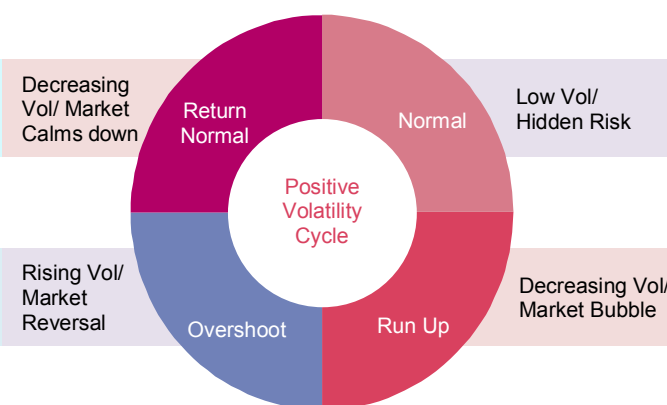 Decreasing
Vol/ Market
Calms down
Return
Normal
Normal
Low Vol/
Hidden Risk
Positive
Volatility
Cycle
Rising Vol/
Market
Reversal
Overshoot
Run Up
Decreasing Vol/
Market Bubble